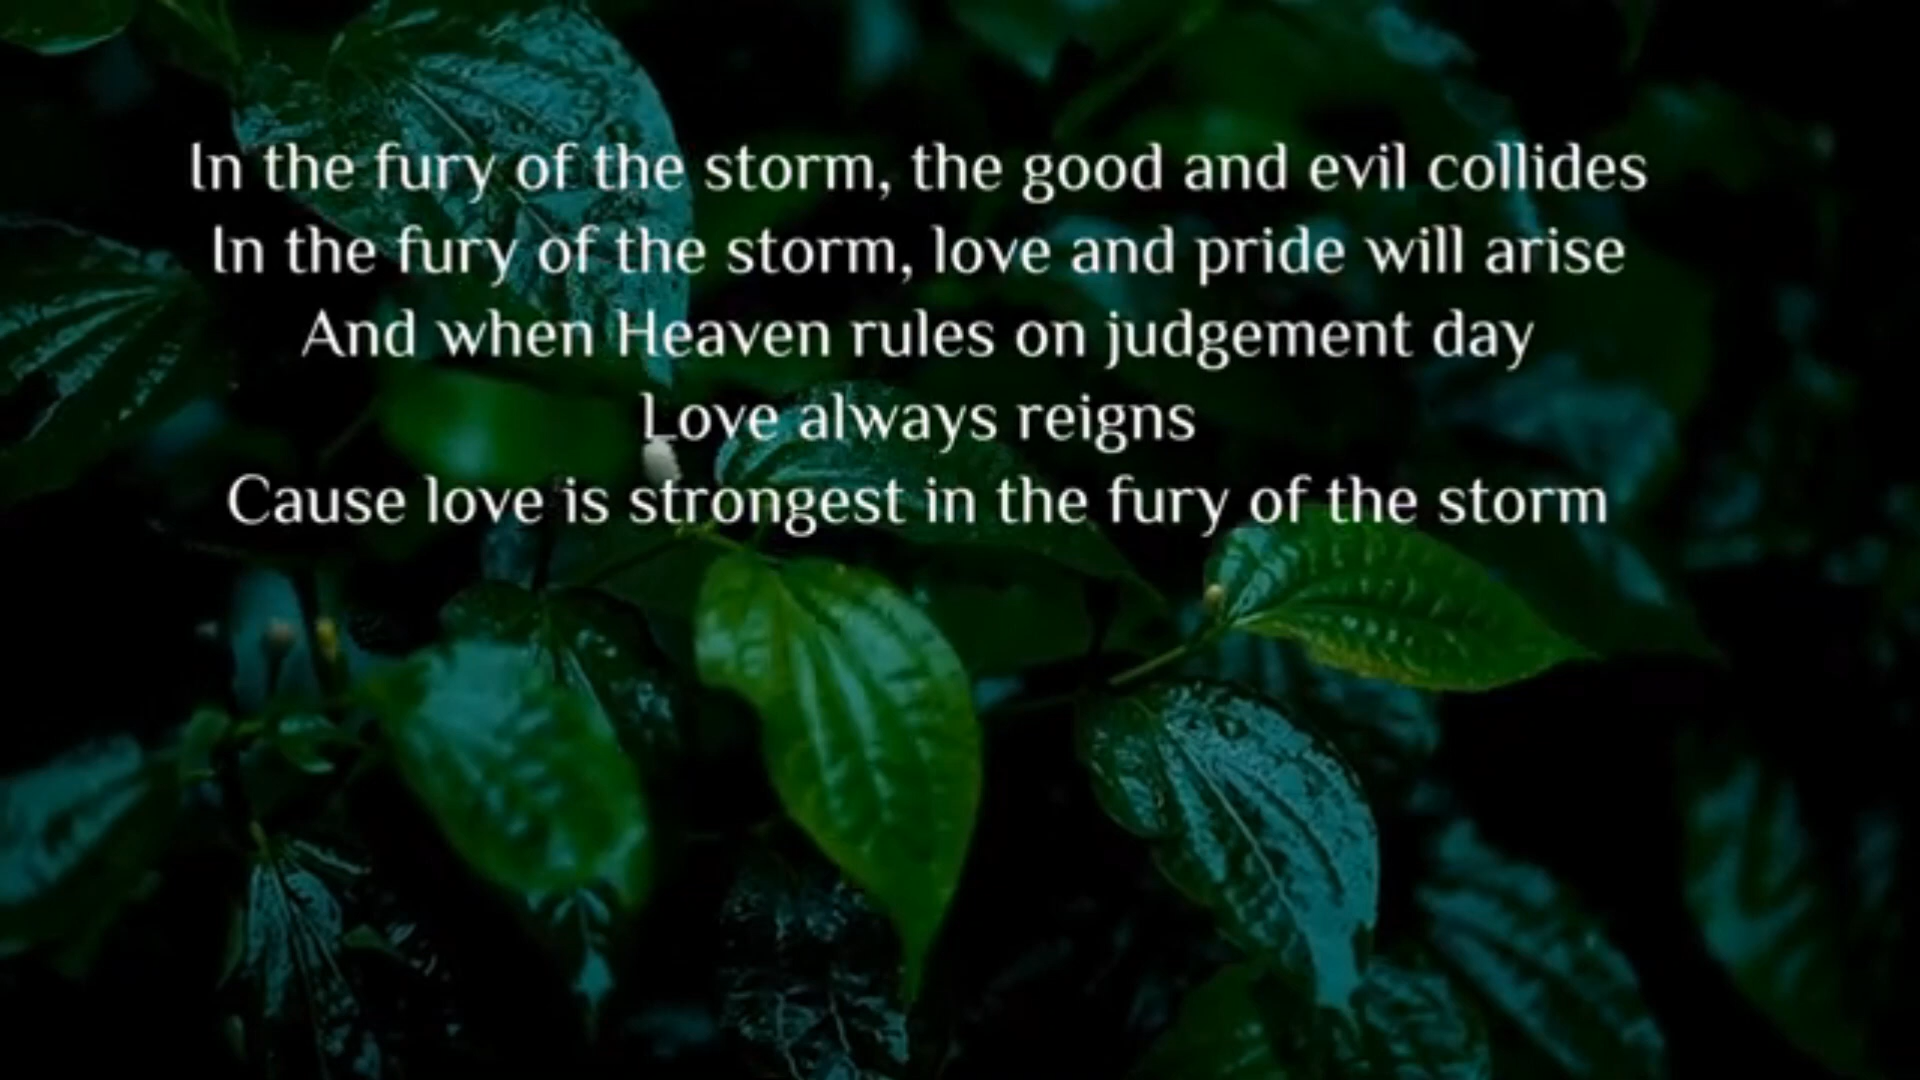 In the fury of the storm, the good and evil collides
In the fury of the storm, love and pride will arise
And when Heaven rules on judgement day
Love always reigns
Cause love is strongest in the fury of the storm